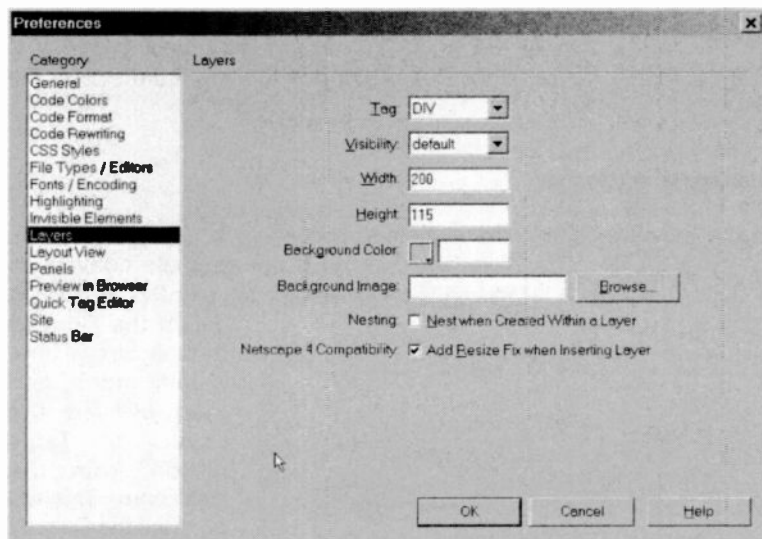 Preferences
Category
Layers
General
Code Colors
Code Format
Code Rewriting
CSS Styles
File Types / Editors
Fonts / Encoding
Highlighting
Invisible Elements
Layers
Layout View
Panels
Preview in Browser
Quick Tag Editor
Site
Status Bar
Tag: DIV
Visibility: default
Width: 200
Height: 115
Background Color:
Background Image: Browse...
Nesting: Nest when Created Within a Layer
Netscape 4 Compatibility: Add Resize Fix when Inserting Layer
OK Cancel Help